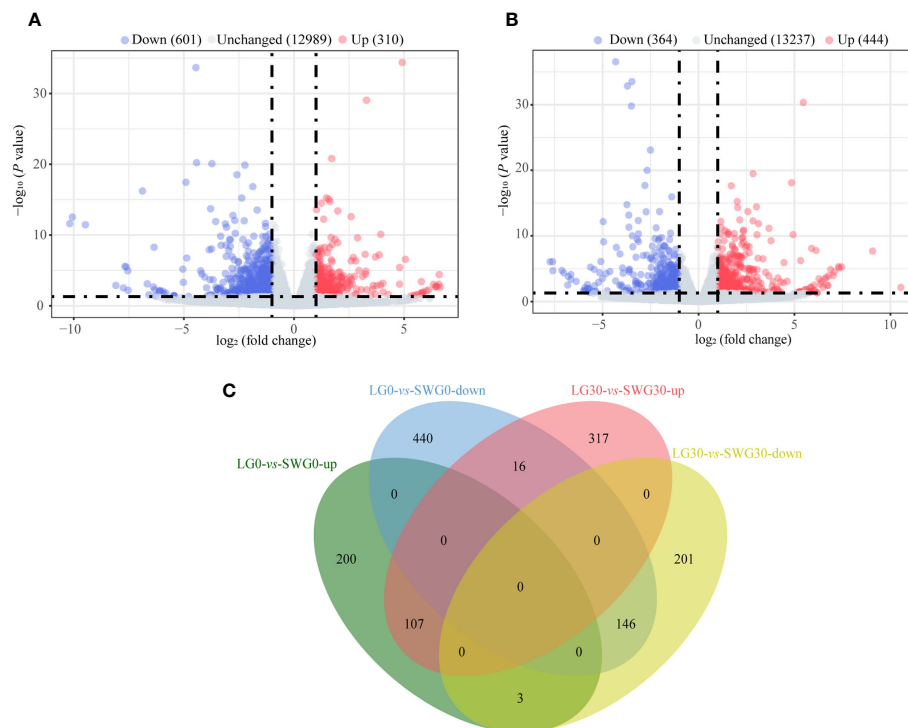 A
Down (601) Unchanged (12989) Up (310)
−log₁₀ (P value)
30
20
10
0
−10 −5 0 5
log₂ (fold change)
B
Down (364) Unchanged (13237) Up (444)
−log₁₀ (P value)
30
20
10
0
−5 0 5 10
log₂ (fold change)
C
LG0-vs-SWG0-down LG30-vs-SWG30-up
LG0-vs-SWG0-up LG30-vs-SWG30-down
440 317
16
0 0
0 0
200 201
0
107 146
0 0
3